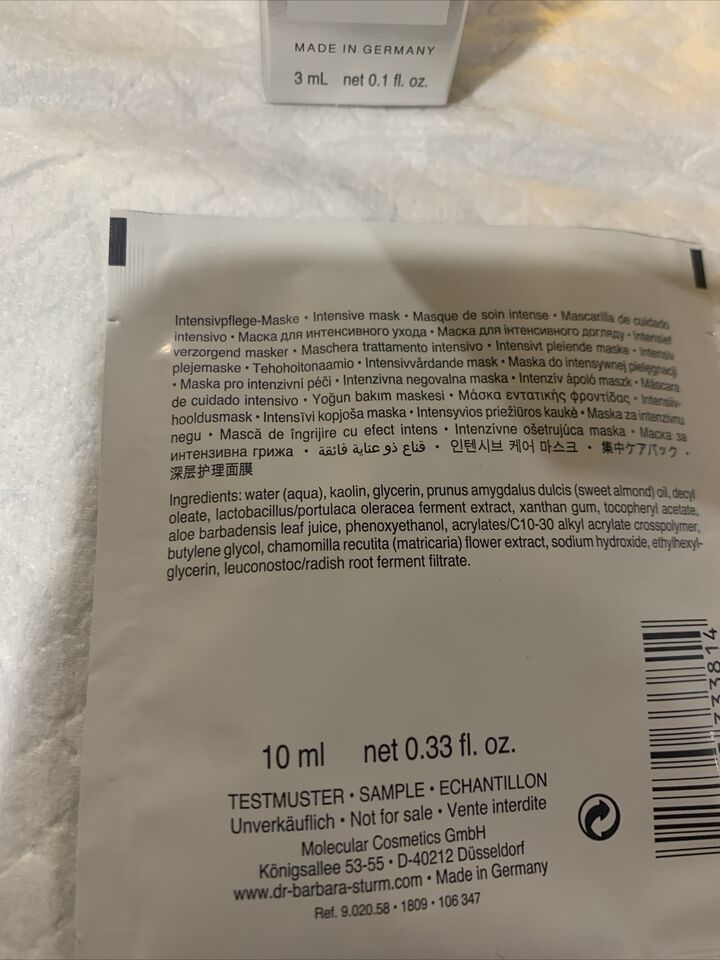 MADE IN GERMANY
3 mL net 0.1 fl. oz.
Intensivpflege-Maske • Intensive mask • Masque de soin intense • Mascarilla de cuidado
intensivo • Маска для интенсивного ухода • Маска для інтенсивного догляду • Intensief
verzorgend masker • Maschera trattamento intensivo • Intensivt pleiende maske • Intensiv
plejemaske • Tehohoitonaamio • Intensivvårdande mask • Maska do intensywnej pielęgnacji
• Maska pro intenzivní péči • Intenzivna negovalna maska • Intenzív ápoló maszk • Máscara
de cuidado intensivo • Yoğun bakım maskesi • Μάσκα εντατικής φροντίδας • Intensiiv-
hooldusmask • Intensīvi kopjoša maska • Intensyvios priežiūros kaukė • Maska za intenzivnu
negu • Mască de îngrijire cu efect intens • Intenzivne ošetrujúca maska • Маска за
интензивна грижа • قناع ذو عناية فائقة • 인텐시브 케어 마스크 • 集中ケアパック •
深层护理面膜
Ingredients: water (aqua), kaolin, glycerin, prunus amygdalus dulcis (sweet almond) oil, decyl
oleate, lactobacillus/portulaca oleracea ferment extract, xanthan gum, tocopheryl acetate,
aloe barbadensis leaf juice, phenoxyethanol, acrylates/C10-30 alkyl acrylate crosspolymer,
butylene glycol, chamomilla recutita (matricaria) flower extract, sodium hydroxide, ethylhexyl-
glycerin, leuconostoc/radish root ferment filtrate.
10 ml net 0.33 fl. oz.
TESTMUSTER • SAMPLE • ECHANTILLON
Unverkäuflich • Not for sale • Vente interdite
Molecular Cosmetics GmbH
Königsallee 53-55 • D-40212 Düsseldorf
www.dr-barbara-sturm.com • Made in Germany
Ref. 9.020.58 • 1809 • 106 347